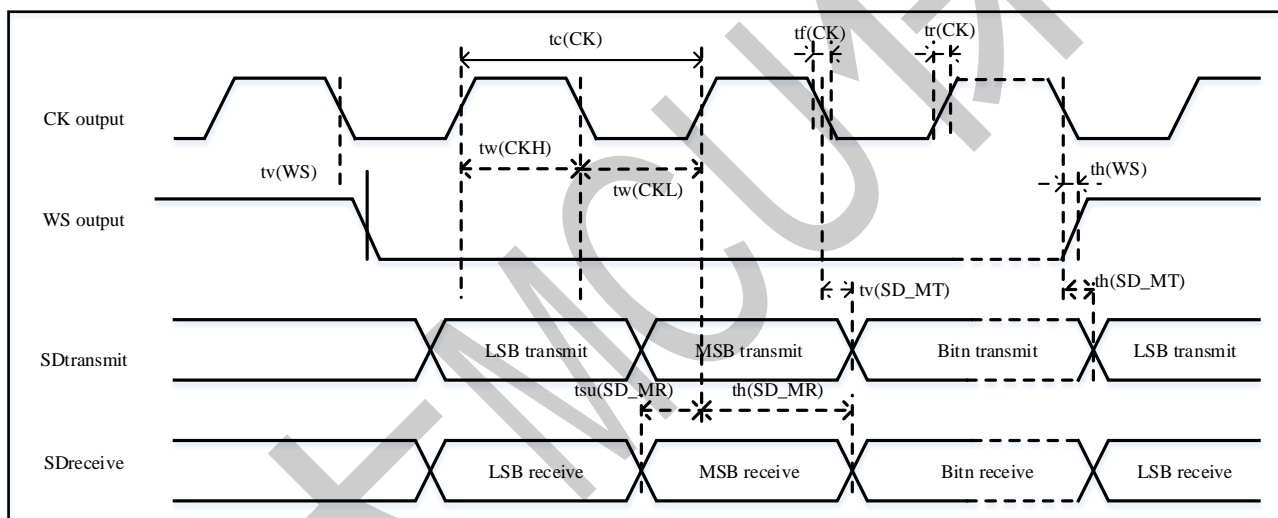 tc(CK)
tf(CK)
tr(CK)
CK output
tw(CKH)
tv(WS)
tw(CKL)
th(WS)
WS output
tv(SD_MT)
th(SD_MT)
SDtransmit
LSB transmit
MSB transmit
Bitn transmit
LSB transmit
tsu(SD_MR)
th(SD_MR)
SDreceive
LSB receive
MSB receive
Bitn receive
LSB receive
MCU